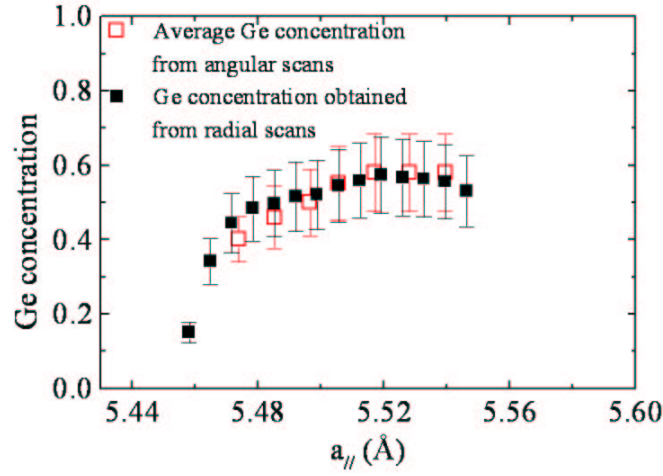 Average Ge concentration
from angular scans
Ge concentration obtained
from radial scans
1.0
0.8
0.6
0.4
0.2
0.0
Ge concentration
5.44 5.48 5.52 5.56 5.60
a// (Å)